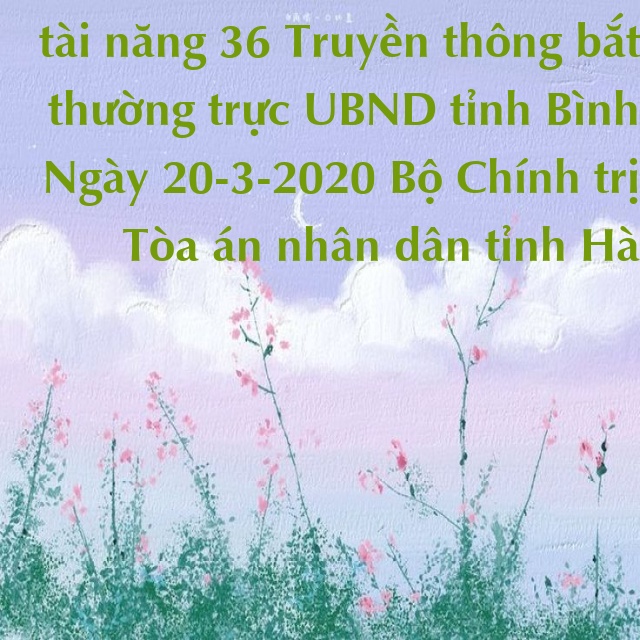 tài năng 36 Truyền thông bắt
thường trực UBND tỉnh Bình
Ngày 20-3-2020 Bộ Chính trị
Tòa án nhân dân tỉnh Hà